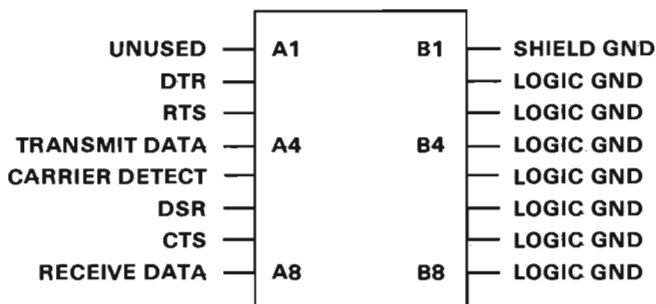 UNUSED A1 B1 SHIELD GND
DTR LOGIC GND
RTS LOGIC GND
TRANSMIT DATA A4 B4 LOGIC GND
CARRIER DETECT LOGIC GND
DSR LOGIC GND
CTS LOGIC GND
RECEIVE DATA A8 B8 LOGIC GND